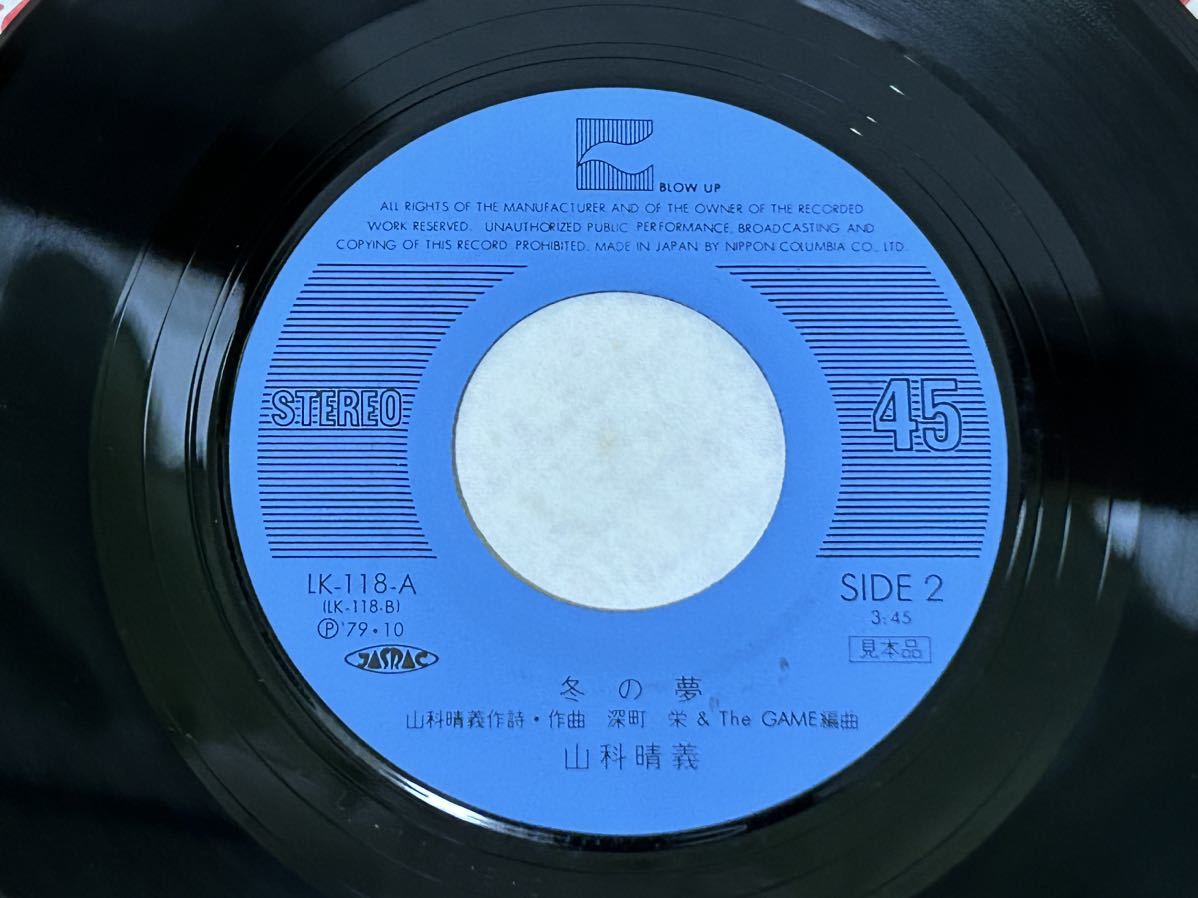 BLOW UP
ALL RIGHTS OF THE MANUFACTURER AND OF THE OWNER OF THE RECORDED
WORK RESERVED. UNAUTHORIZED PUBLIC PERFORMANCE, BROADCASTING AND
COPYING OF THIS RECORD PROHIBITED. MADE IN JAPAN BY NIPPON COLUMBIA CO., LTD.
STEREO
45
LK-118-A
(LK-118-B)
Ⓟ'79・10
JASRAC
SIDE 2
3:45
見本品
冬の夢
山科晴義作詩・作曲 深町 栄 & The GAME編曲
山科晴義